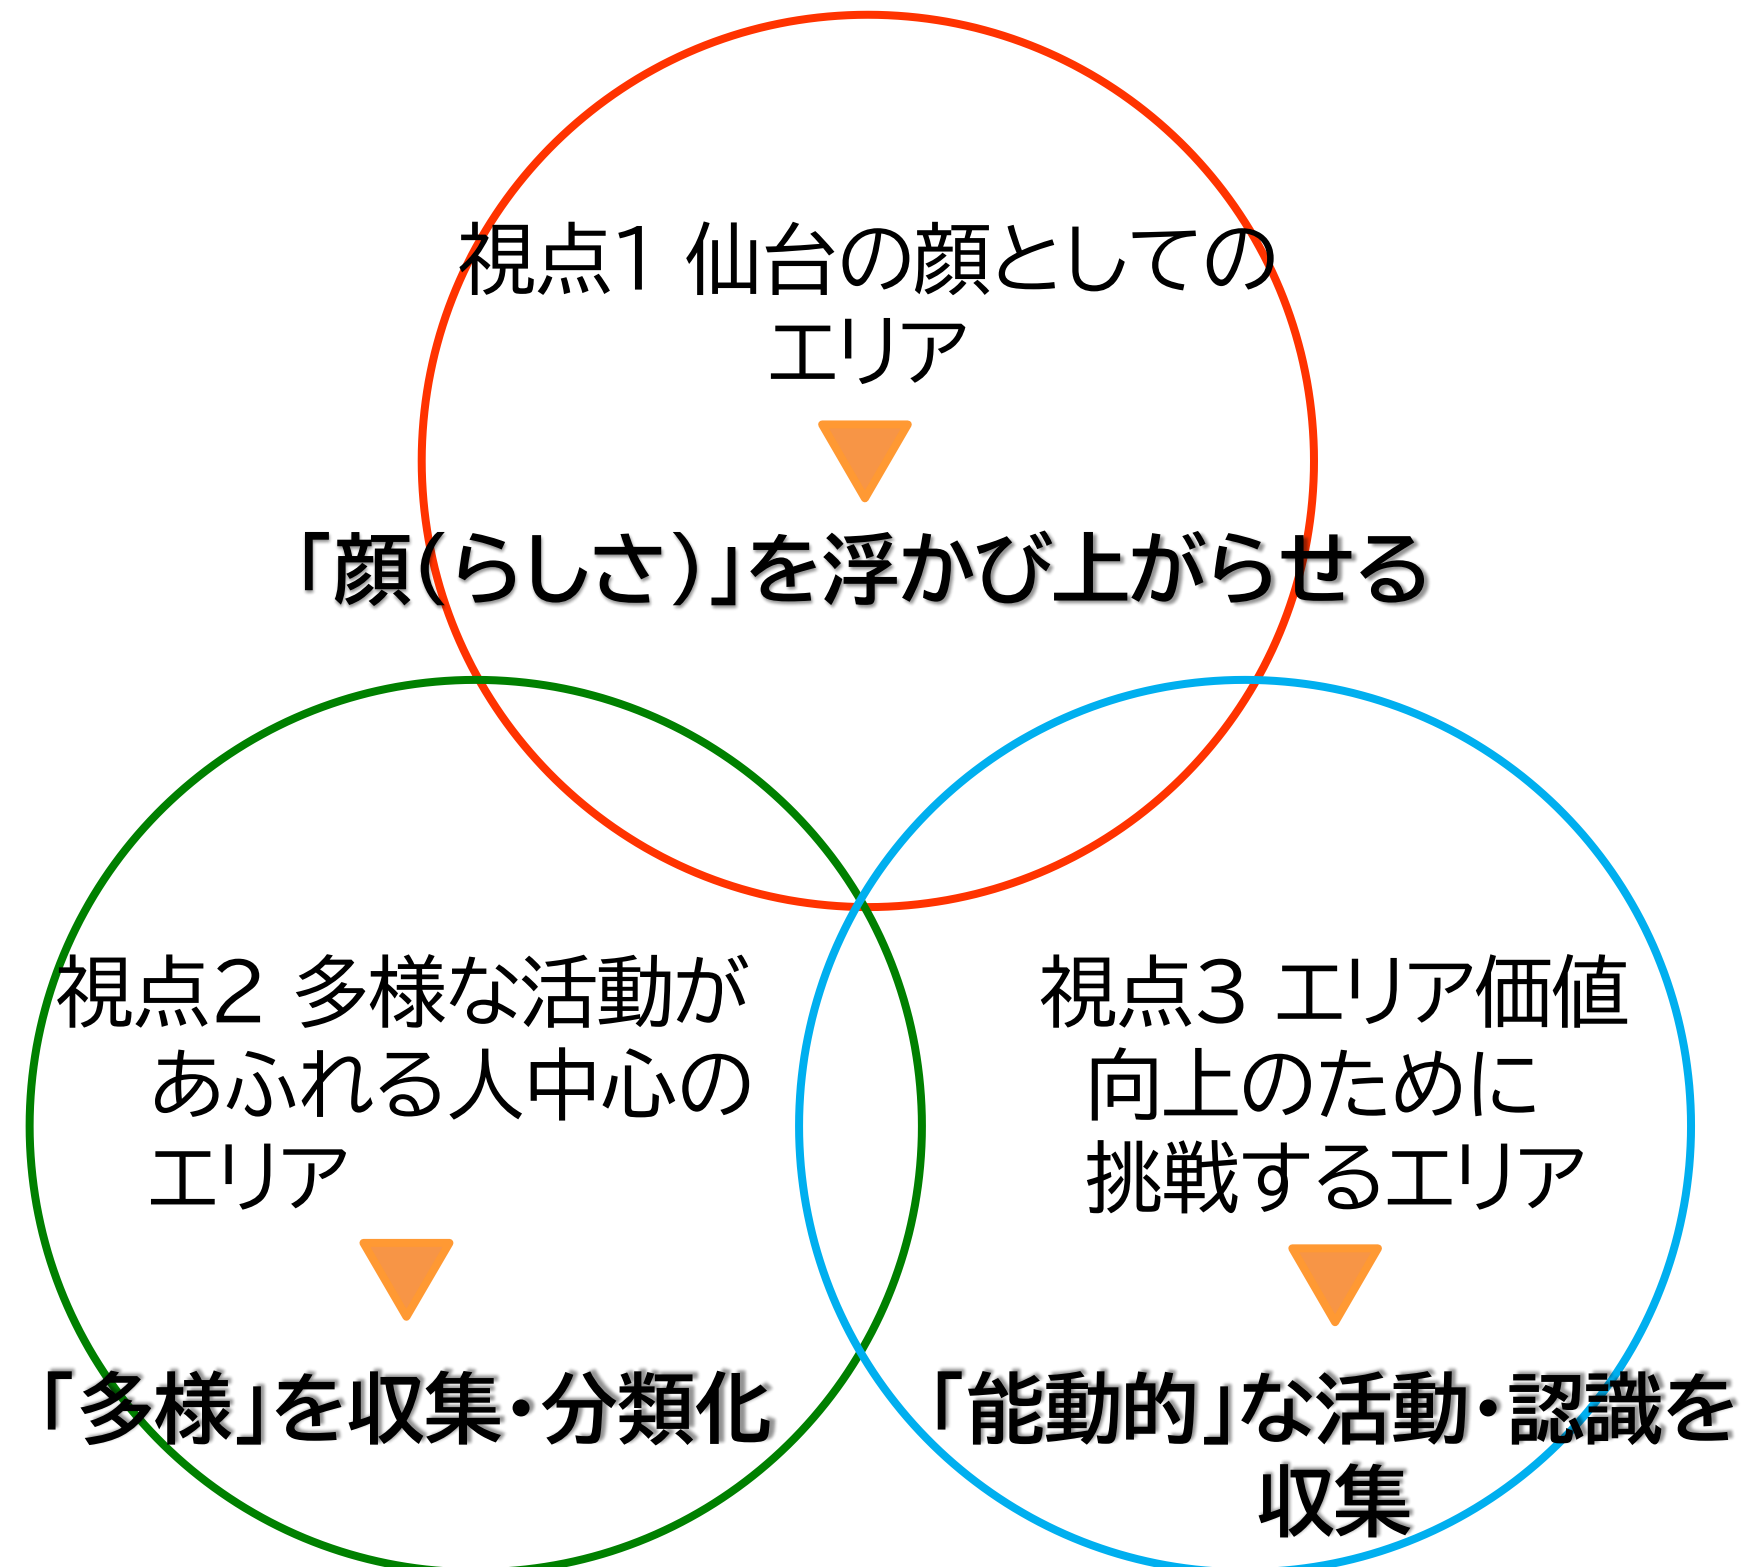 視点1 仙台の顔としての
エリア
「顔（らしさ）」を浮かび上がらせる
視点2 多様な活動が
あふれる人中心の
エリア
「多様」を収集・分類化
視点3 エリア価値
向上のために
挑戦するエリア
「能動的」な活動・認識を
収集